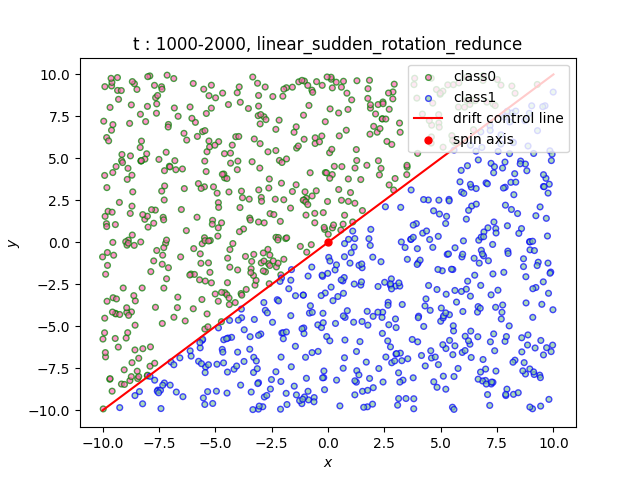 t : 1000-2000, linear_sudden_rotation_redunce
class0
class1
drift control line
spin axis
10.0
7.5
5.0
2.5
0.0
−2.5
−5.0
−7.5
−10.0
y
−10.0 −7.5 −5.0 −2.5 0.0 2.5 5.0 7.5 10.0
x